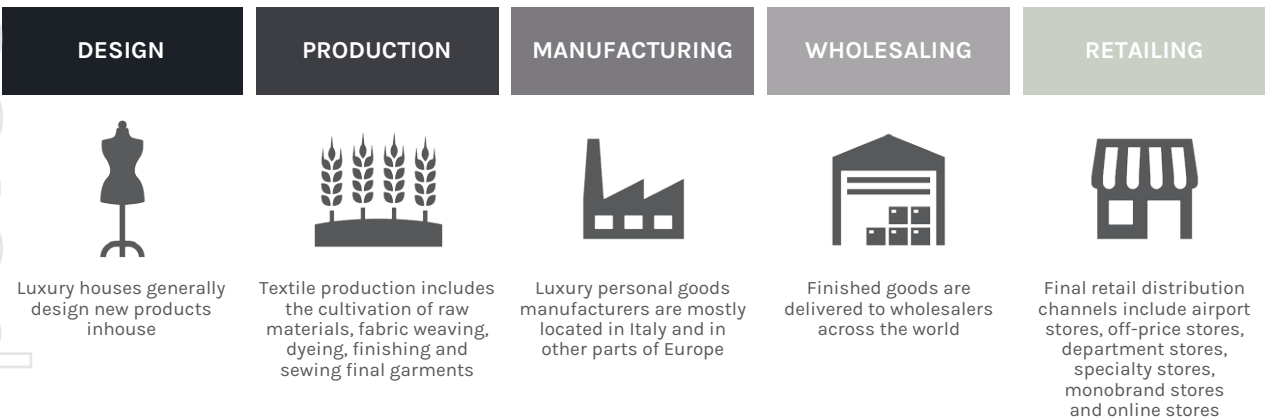 DESIGN
PRODUCTION
MANUFACTURING
WHOLESALING
RETAILING
Luxury houses generally
design new products
inhouse
Textile production includes
the cultivation of raw
materials, fabric weaving,
dyeing, finishing and
sewing final garments
Luxury personal goods
manufacturers are mostly
located in Italy and in
other parts of Europe
Finished goods are
delivered to wholesalers
across the world
Final retail distribution
channels include airport
stores, off-price stores,
department stores,
specialty stores,
monobrand stores
and online stores